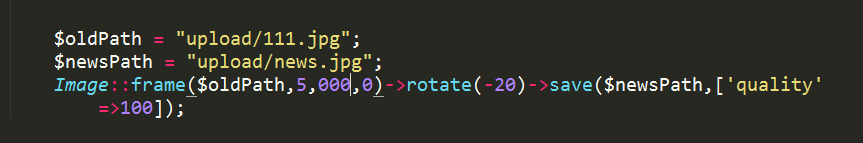 $oldPath = "upload/111.jpg";
$newsPath = "upload/news.jpg";
Image::frame($oldPath,5,000,0)->rotate(-20)->save($newsPath,['quality'
=>100]);